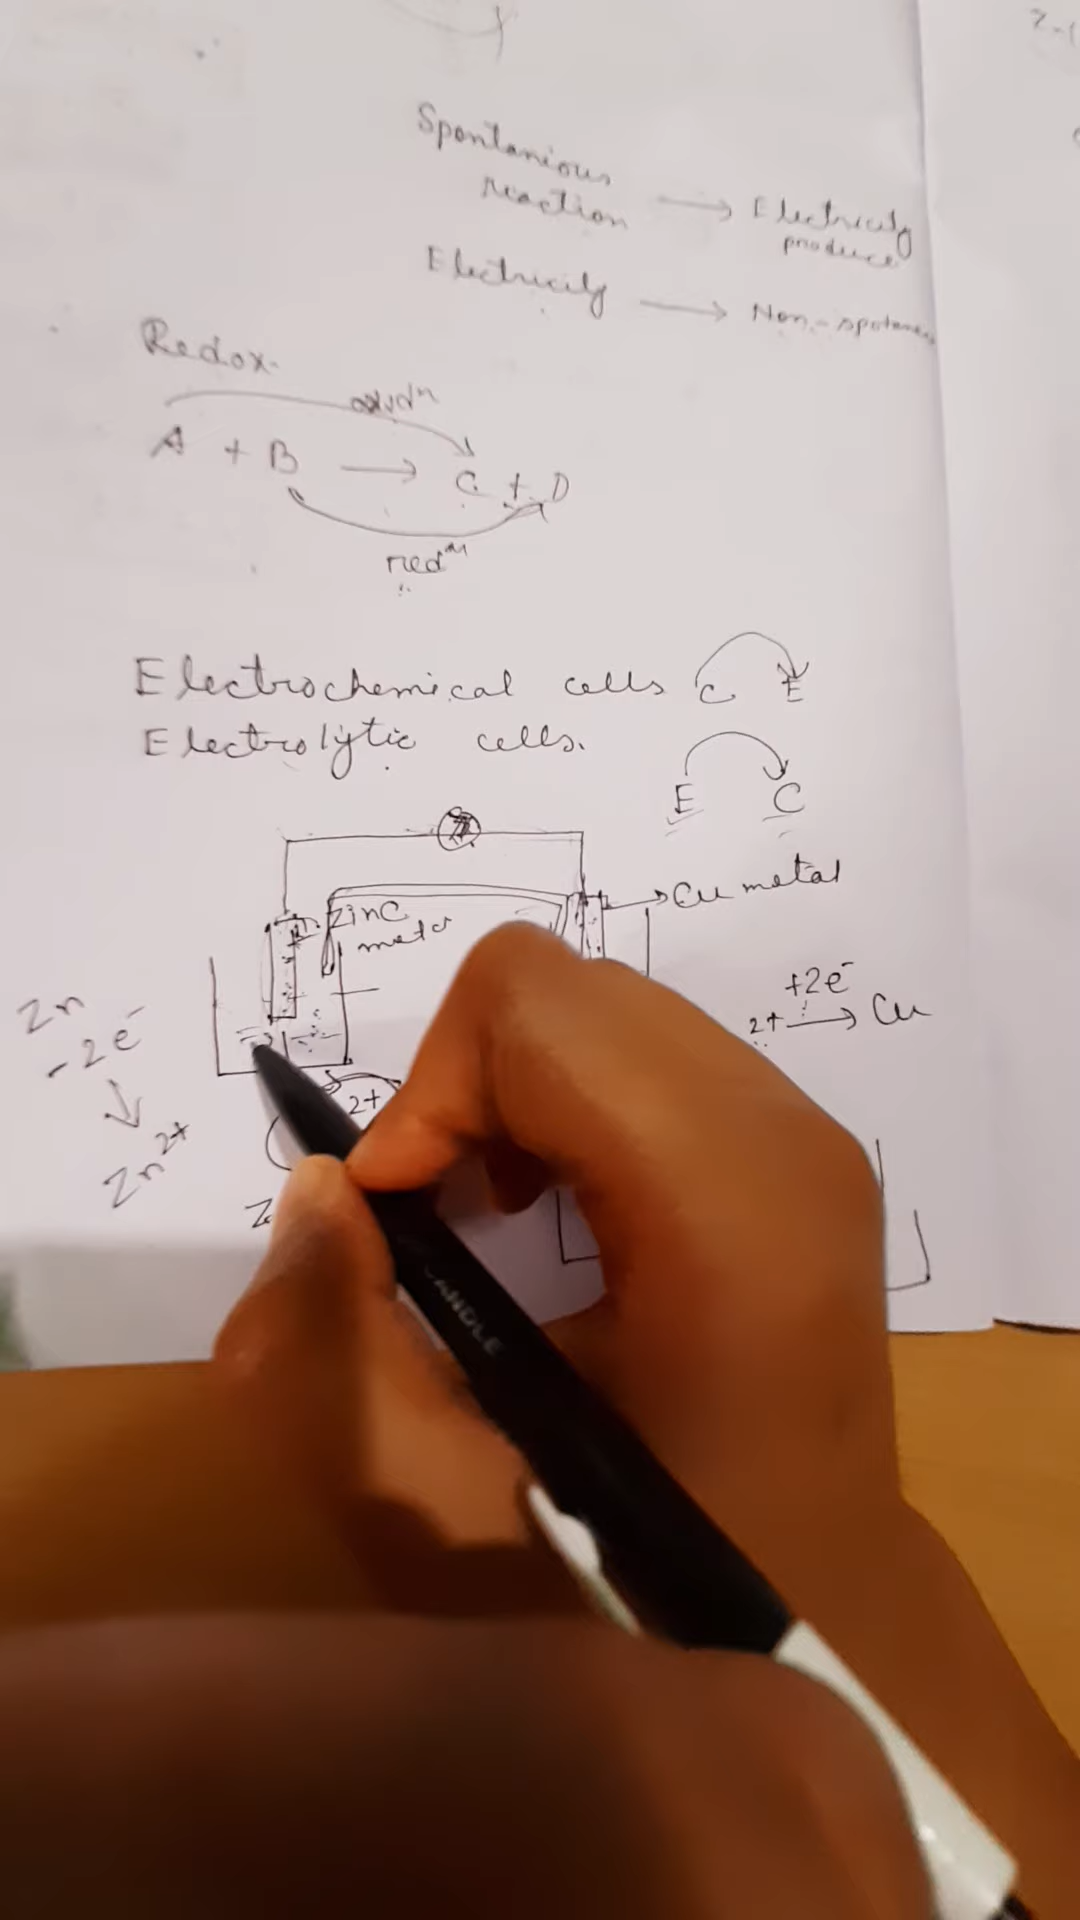 Spontanious
reaction → Electricity
produce
Electricity → Non-spotanes
Redox
oxidⁿ
A + B → C + D
redⁿ
Electrochemical cells C E
Electrolytic cells.
E C
Cu metal
zinc
metal
+2e⁻
2+ → Cu
Zn
-2e⁻
↓
Zn²⁺
2+
Z